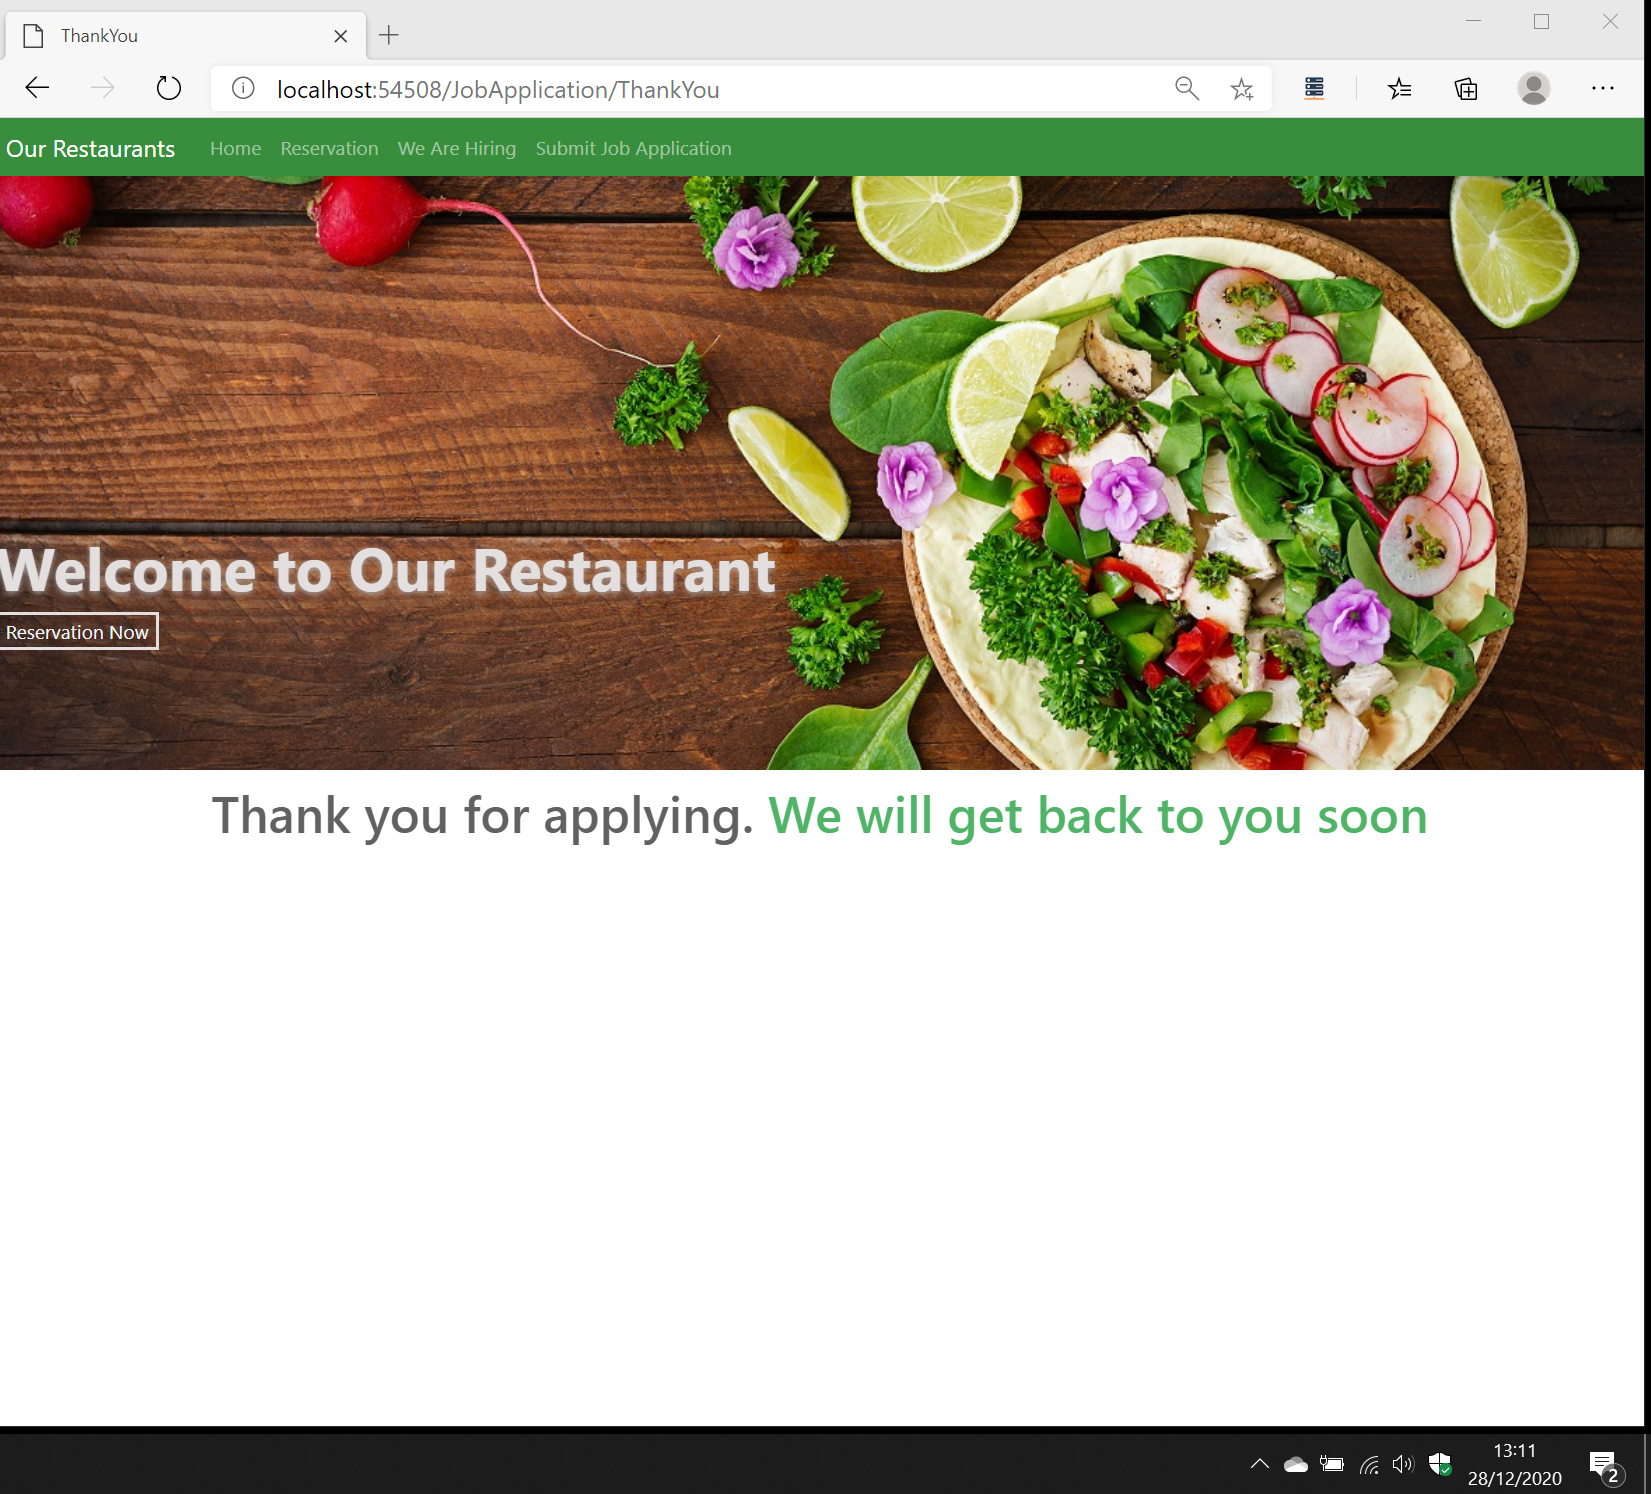 ThankYou
localhost:54508/JobApplication/ThankYou
Our Restaurants Home Reservation We Are Hiring Submit Job Application
Welcome to Our Restaurant
Reservation Now
Thank you for applying. We will get back to you soon
13:11
28/12/2020
2